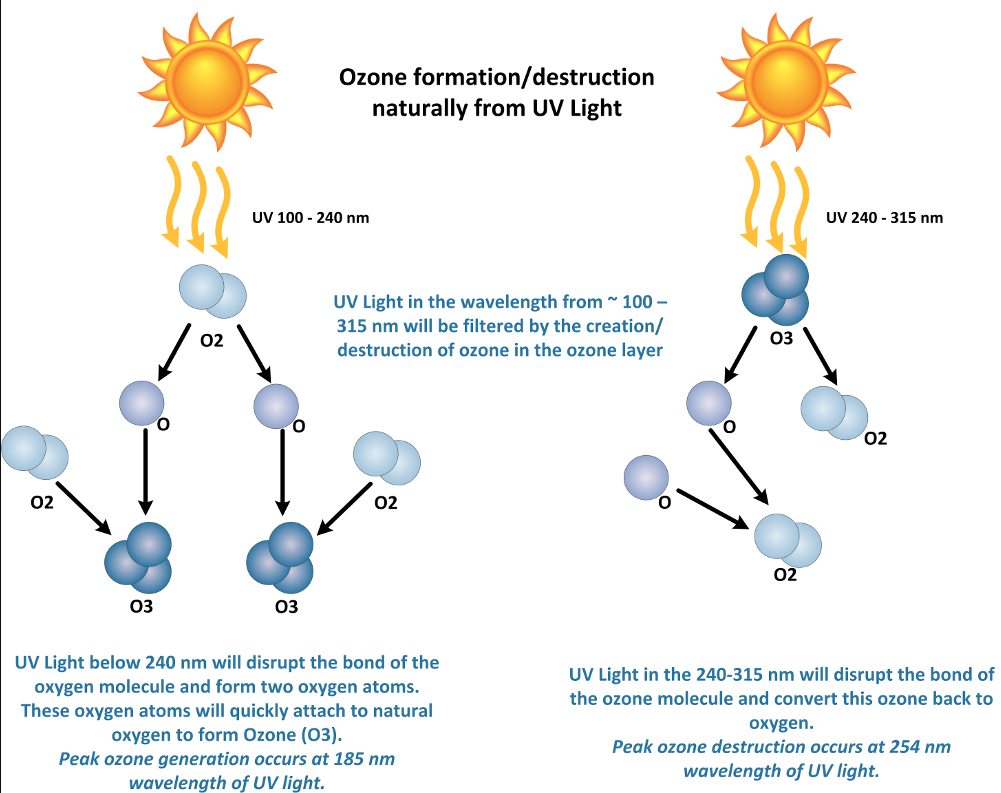 Ozone formation/destruction
naturally from UV Light
UV 100 - 240 nm
UV 240 - 315 nm
UV Light in the wavelength from ~ 100 –
315 nm will be filtered by the creation/
destruction of ozone in the ozone layer
O2
O
O
O2
O2
O3
O3
O3
O
O2
O
O2
UV Light below 240 nm will disrupt the bond of the
oxygen molecule and form two oxygen atoms.
These oxygen atoms will quickly attach to natural
oxygen to form Ozone (O3).
Peak ozone generation occurs at 185 nm
wavelength of UV light.
UV Light in the 240-315 nm will disrupt the bond of
the ozone molecule and convert this ozone back to
oxygen.
Peak ozone destruction occurs at 254 nm
wavelength of UV light.